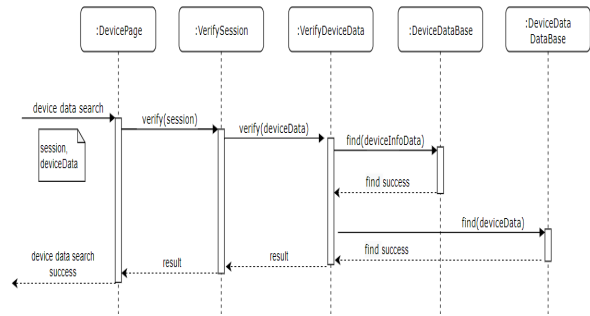 :DevicePage
:VerifySession
:VerifyDeviceData
:DeviceDataBase
:DeviceData
DataBase
device data search
session,
deviceData
verify(session)
verify(deviceData)
find(deviceInfoData)
find success
find(deviceData)
find success
result
result
device data search
success